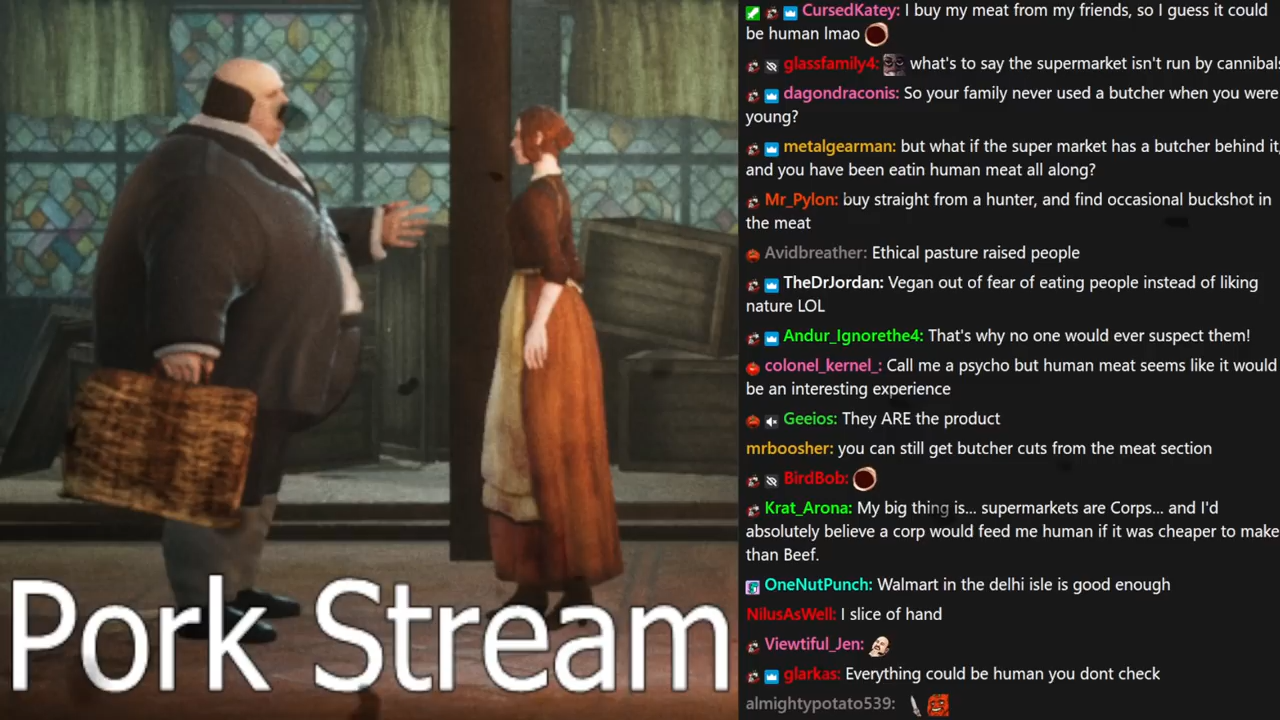 CursedKatey: I buy my meat from my friends, so I guess it could
be human lmao
glassfamily4: what's to say the supermarket isn't run by cannibals
dagondraconis: So your family never used a butcher when you were
young?
metalgearman: but what if the super market has a butcher behind it,
and you have been eatin human meat all along?
Mr_Pylon: buy straight from a hunter, and find occasional buckshot in
the meat
Avidbreather: Ethical pasture raised people
TheDrJordan: Vegan out of fear of eating people instead of liking
nature LOL
Andur_Ignorethe4: That's why no one would ever suspect them!
colonel_kernel_: Call me a psycho but human meat seems like it would
be an interesting experience
Geeios: They ARE the product
mrboosher: you can still get butcher cuts from the meat section
BirdBob:
Krat_Arona: My big thing is... supermarkets are Corps... and I'd
absolutely believe a corp would feed me human if it was cheaper to make
than Beef.
OneNutPunch: Walmart in the delhi isle is good enough
NilusAsWell: I slice of hand
Viewtiful_Jen:
glarkas: Everything could be human you dont check
almightypotato539:
Pork Stream